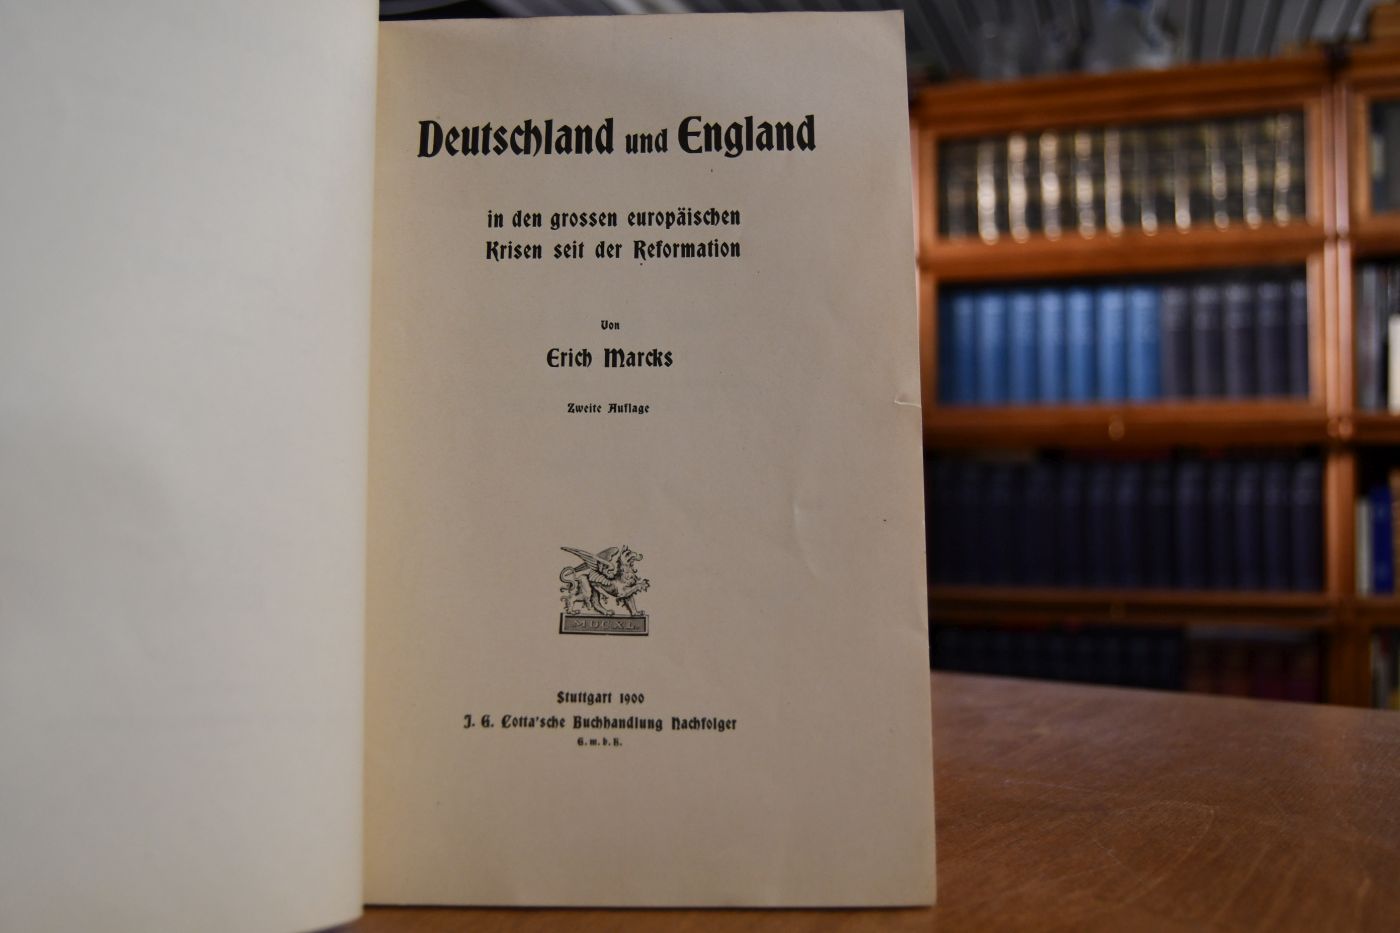 Deutschland und England
in den grossen europäischen
Krisen seit der Reformation
Von
Erich Marcks
Zweite Auflage
MDCXL
Stuttgart 1900
J. G. Cotta'sche Buchhandlung Nachfolger
G. m. b. H.